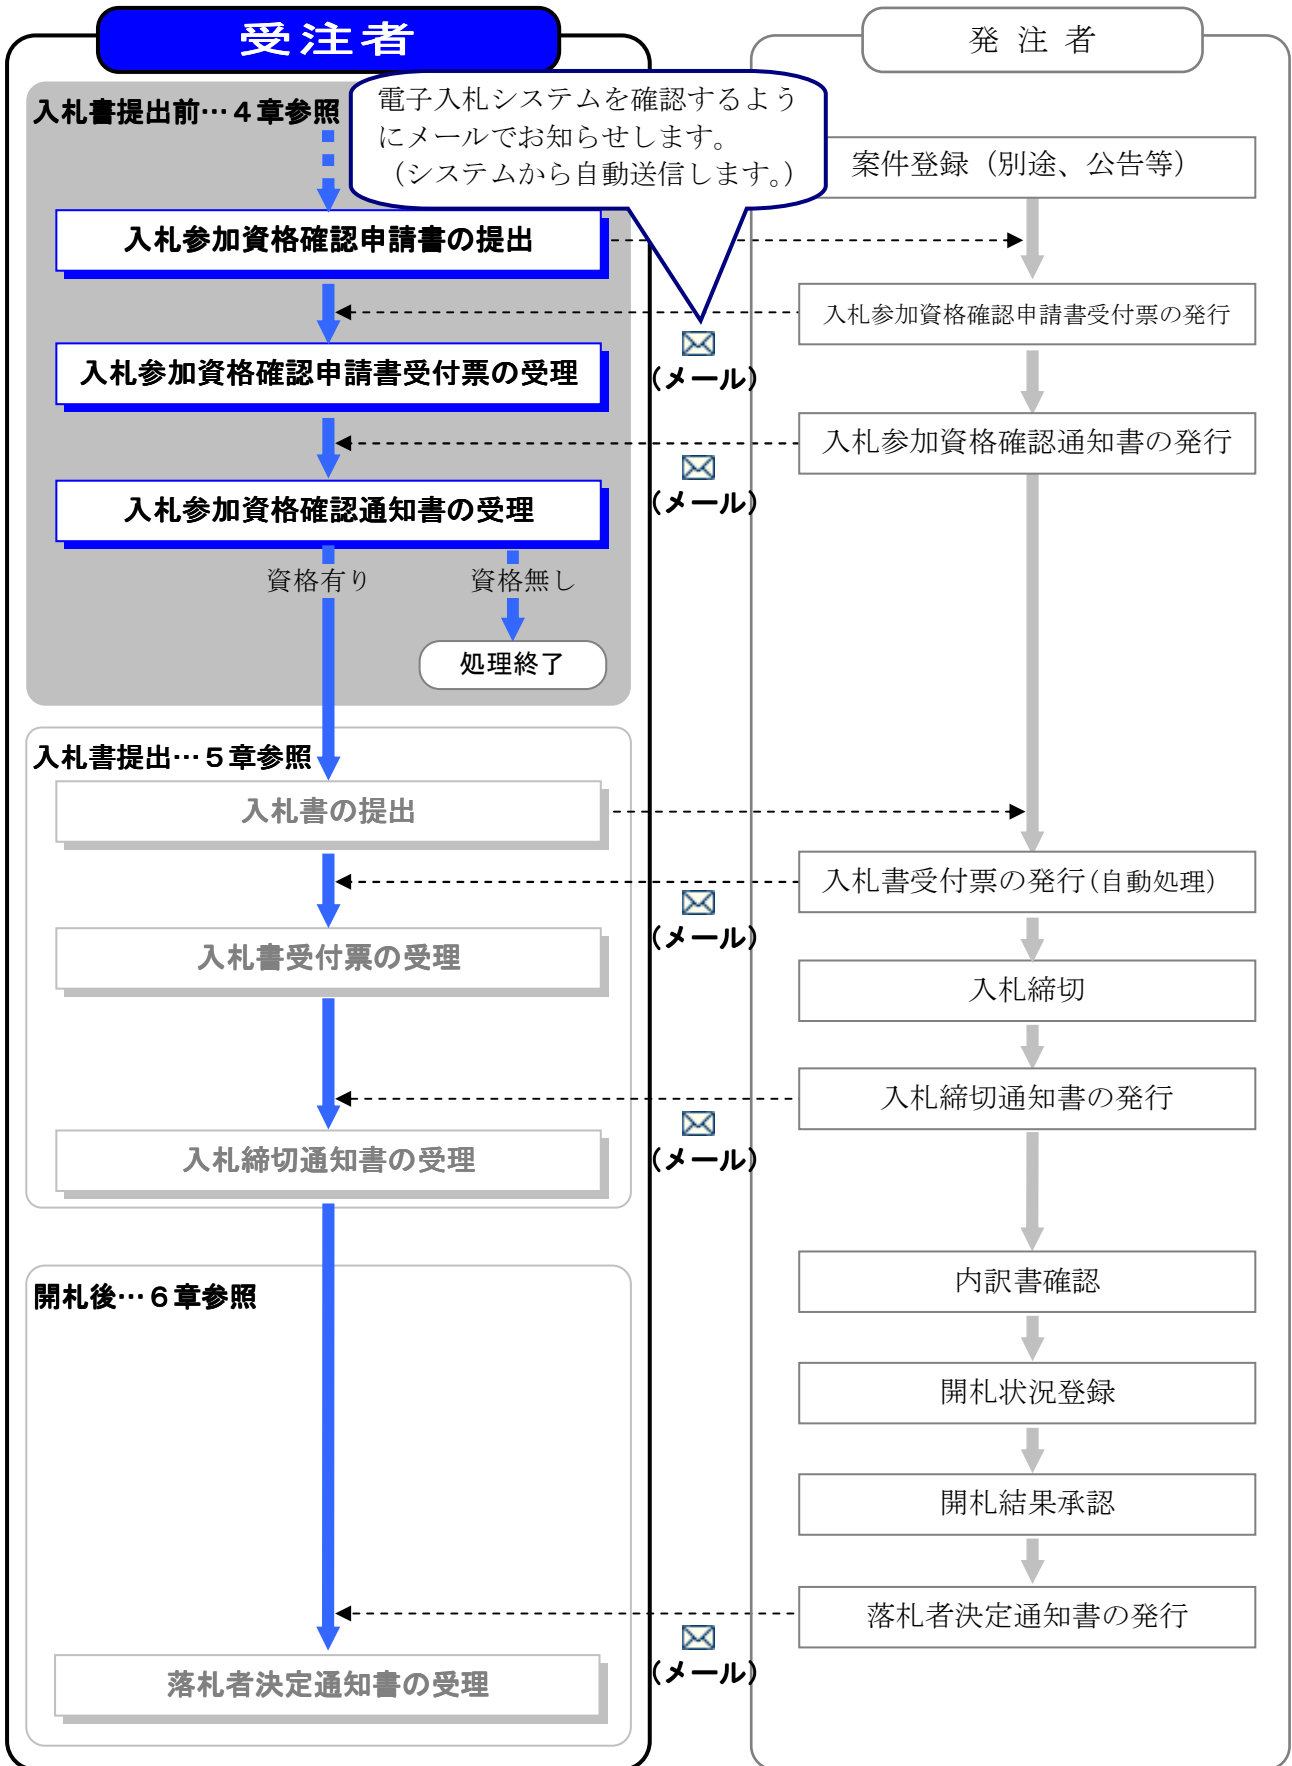 受注者
発 注 者
入札書提出前…４章参照
電子入札システムを確認するよう
にメールでお知らせします。
（システムから自動送信します。）
案件登録（別途、公告等）
入札参加資格確認申請書の提出
入札参加資格確認申請書受付票の発行
（メール）
入札参加資格確認申請書受付票の受理
入札参加資格確認通知書の発行
（メール）
入札参加資格確認通知書の受理
資格有り
資格無し
処理終了
入札書提出…５章参照
入札書の提出
入札書受付票の発行（自動処理）
（メール）
入札書受付票の受理
入札締切
入札締切通知書の発行
（メール）
入札締切通知書の受理
内訳書確認
開札後…６章参照
開札状況登録
開札結果承認
落札者決定通知書の発行
（メール）
落札者決定通知書の受理